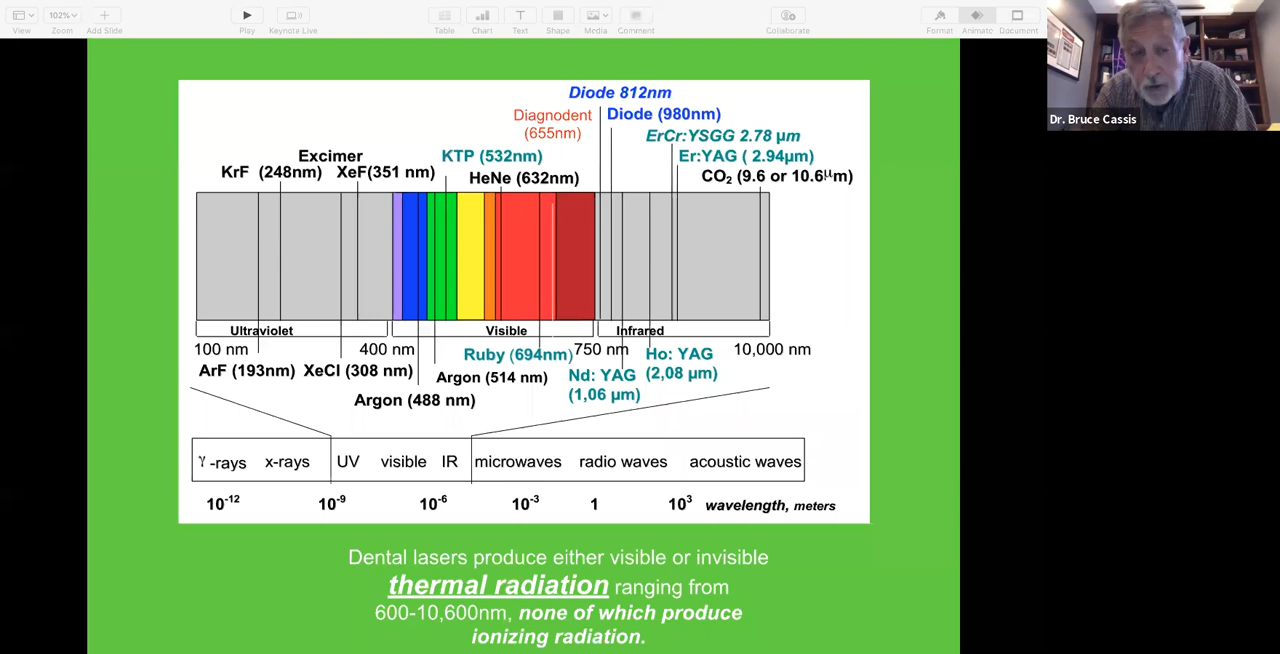 View
102%
Zoom
Add Slide
Play
Keynote Live
Table
Chart
T
Text
Shape
Media
Comment
Collaborate
Format
Animate
Document
Dr. Bruce Cassis
Diode 812nm
Diagnodent
(655nm)
Diode (980nm)
ErCr:YSGG 2.78 µm
Excimer
KTP (532nm)
Er:YAG ( 2.94µm)
KrF (248nm)
XeF(351 nm)
HeNe (632nm)
CO₂ (9.6 or 10.6µm)
Ultraviolet
Visible
Infrared
100 nm
400 nm
750 nm
10,000 nm
Ruby (694nm)
Ho: YAG
(2,08 µm)
ArF (193nm)
XeCl (308 nm)
Argon (514 nm)
Nd: YAG
(1,06 µm)
Argon (488 nm)
γ -rays x-rays UV visible IR microwaves radio waves acoustic waves
10⁻¹² 10⁻⁹ 10⁻⁶ 10⁻³ 1 10³ wavelength, meters
Dental lasers produce either visible or invisible
thermal radiation ranging from
600-10,600nm, none of which produce
ionizing radiation.